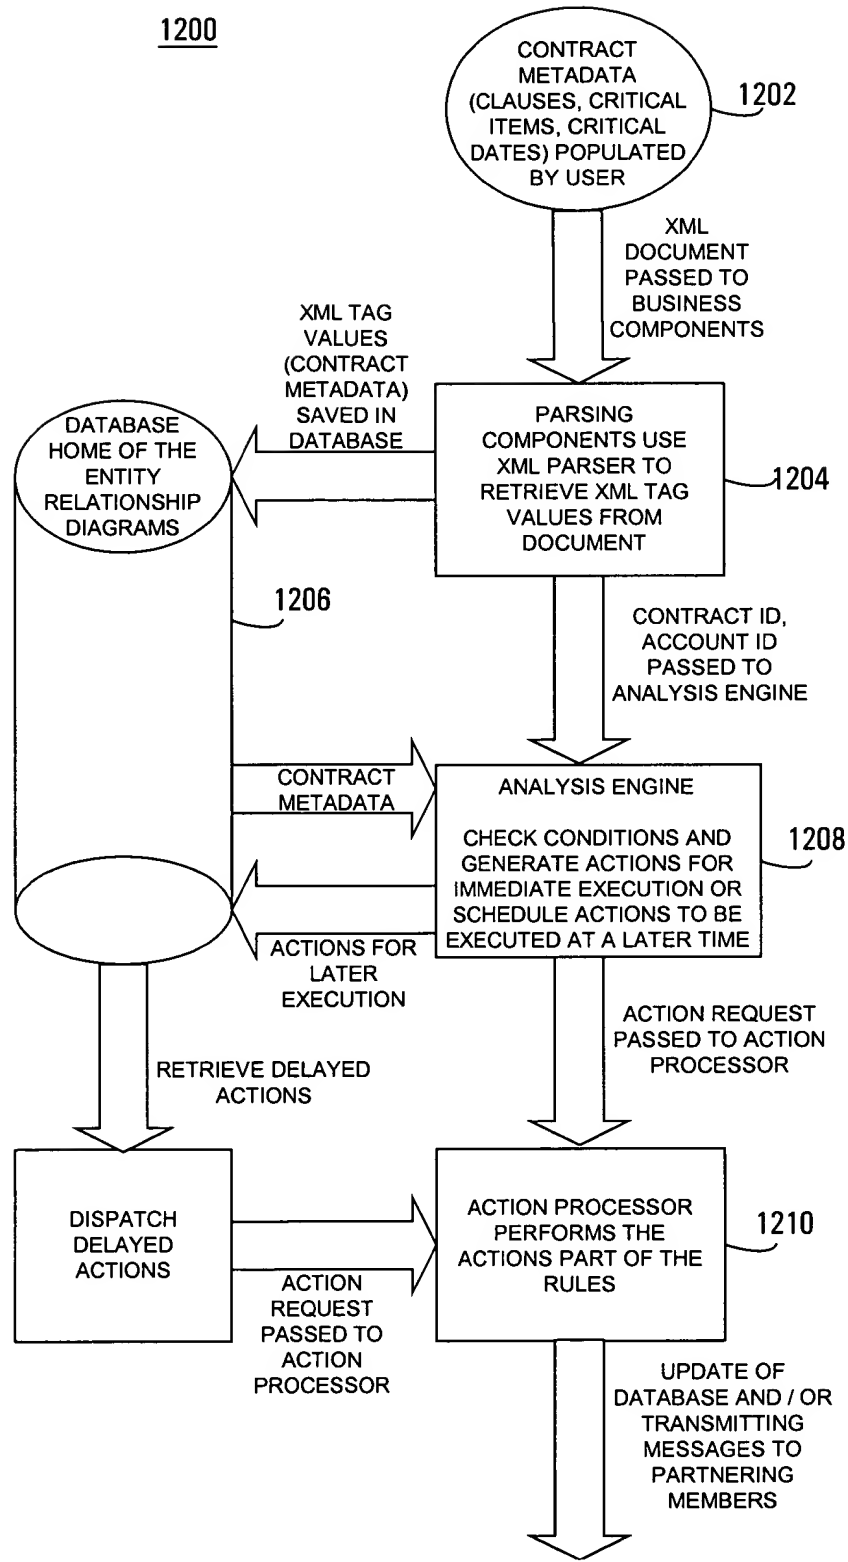 1200
CONTRACT
METADATA
(CLAUSES, CRITICAL
ITEMS, CRITICAL
DATES) POPULATED
BY USER
1202
XML
DOCUMENT
PASSED TO
BUSINESS
COMPONENTS
XML TAG
VALUES
(CONTRACT
METADATA)
SAVED IN
DATABASE
PARSING
COMPONENTS USE
XML PARSER TO
RETRIEVE XML TAG
VALUES FROM
DOCUMENT
1204
DATABASE
HOME OF THE
ENTITY
RELATIONSHIP
DIAGRAMS
1206
CONTRACT ID,
ACCOUNT ID
PASSED TO
ANALYSIS ENGINE
CONTRACT
METADATA
ANALYSIS ENGINE
CHECK CONDITIONS AND
GENERATE ACTIONS FOR
IMMEDIATE EXECUTION OR
SCHEDULE ACTIONS TO BE
EXECUTED AT A LATER TIME
1208
ACTIONS FOR
LATER
EXECUTION
ACTION REQUEST
PASSED TO ACTION
PROCESSOR
RETRIEVE DELAYED
ACTIONS
DISPATCH
DELAYED
ACTIONS
ACTION
REQUEST
PASSED TO
ACTION
PROCESSOR
ACTION PROCESSOR
PERFORMS THE
ACTIONS PART OF THE
RULES
1210
UPDATE OF
DATABASE AND / OR
TRANSMITTING
MESSAGES TO
PARTNERING
MEMBERS